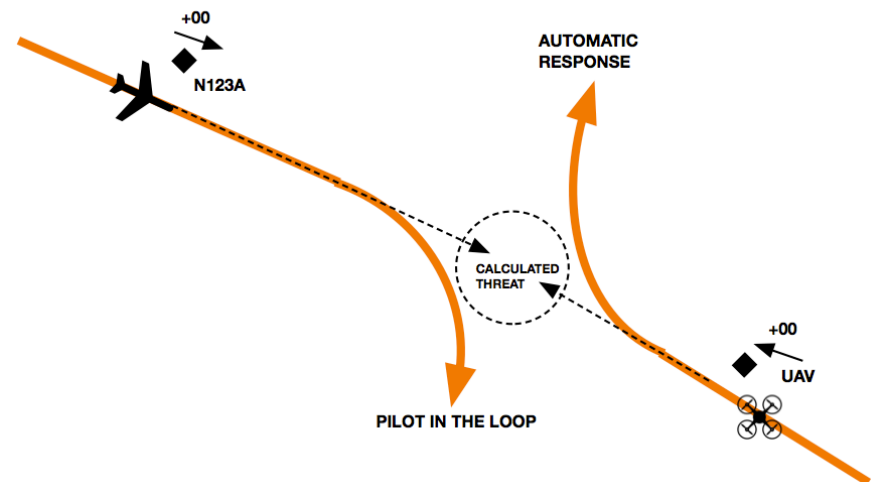 +00
N123A
AUTOMATIC
RESPONSE
CALCULATED
THREAT
+00
UAV
PILOT IN THE LOOP